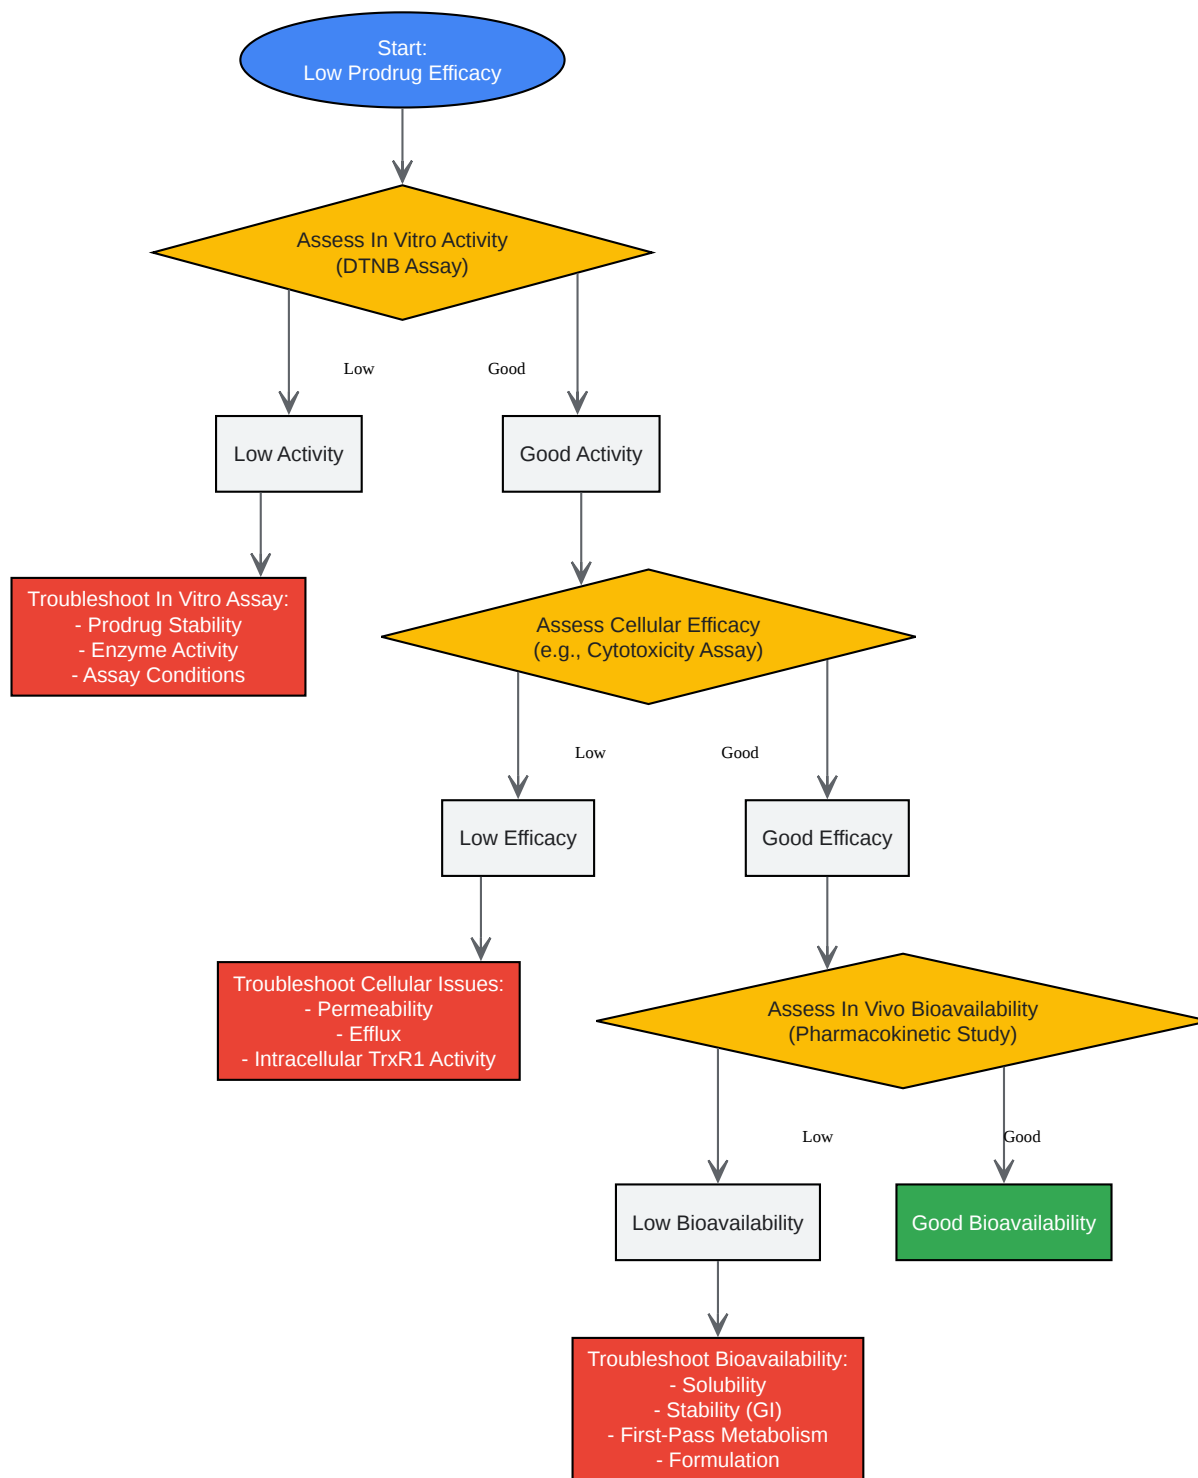 Start:
Low Prodrug Efficacy
Assess In Vitro Activity
(DTNB Assay)
Low
Good
Low Activity
Good Activity
Troubleshoot In Vitro Assay:
- Prodrug Stability
- Enzyme Activity
- Assay Conditions
Assess Cellular Efficacy
(e.g., Cytotoxicity Assay)
Low
Good
Low Efficacy
Good Efficacy
Troubleshoot Cellular Issues:
- Permeability
- Efflux
- Intracellular TrxR1 Activity
Assess In Vivo Bioavailability
(Pharmacokinetic Study)
Low
Good
Low Bioavailability
Good Bioavailability
Troubleshoot Bioavailability:
- Solubility
- Stability (GI)
- First-Pass Metabolism
- Formulation